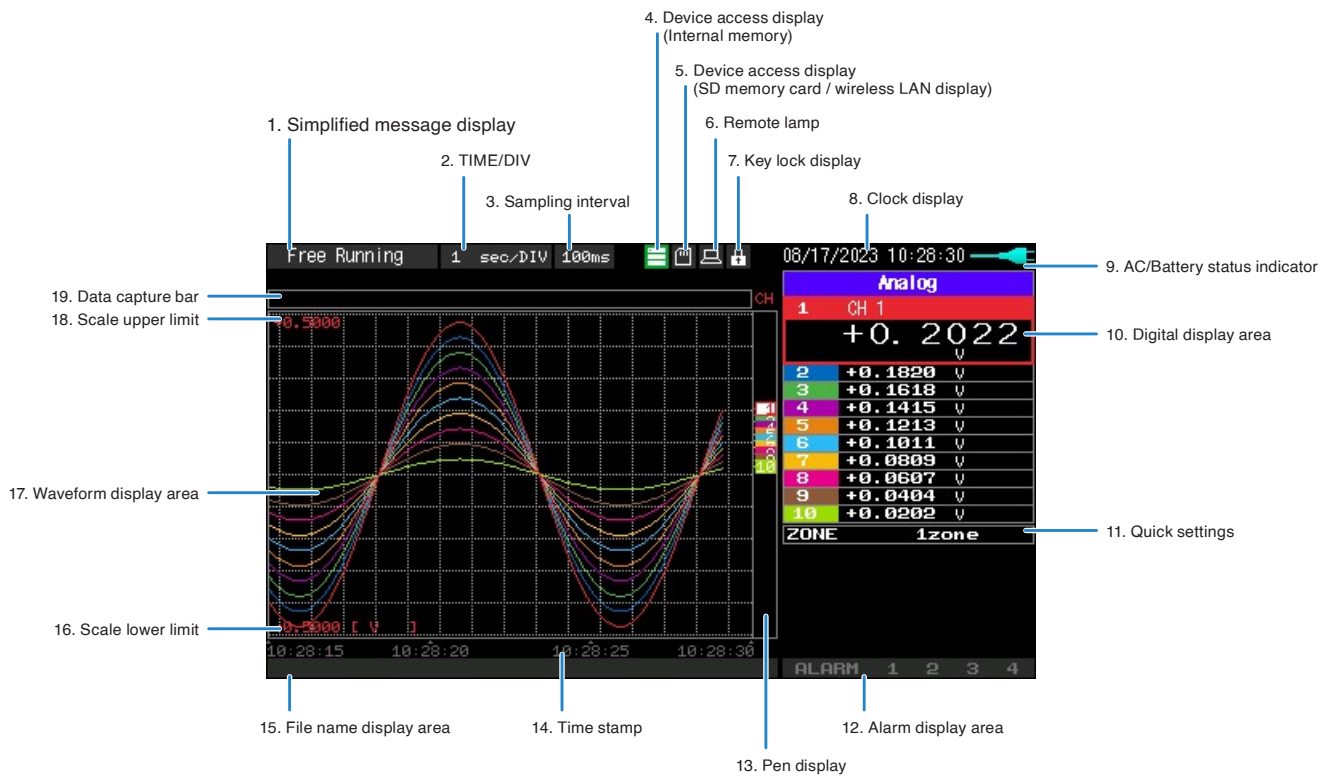 4. Device access display
(Internal memory)
5. Device access display
(SD memory card / wireless LAN display)
1. Simplified message display
6. Remote lamp
2. TIME/DIV
7. Key lock display
3. Sampling interval
8. Clock display
Free Running
1 sec/DIV
100ms
08/17/2023 10:28:30
9. AC/Battery status indicator
Analog
19. Data capture bar
CH
1 CH 1
18. Scale upper limit
+0.5000
+0. 2022
V
10. Digital display area
2 +0.1820 V
3 +0.1618 V
4 +0.1415 V
5 +0.1213 V
6 +0.1011 V
7 +0.0809 V
8 +0.0607 V
9 +0.0404 V
10 +0.0202 V
1
10
17. Waveform display area
ZONE 1zone
11. Quick settings
16. Scale lower limit
-0.5000 [ V ]
10:28:15 10:28:20 10:28:25 10:28:30
ALARM 1 2 3 4
15. File name display area
14. Time stamp
12. Alarm display area
13. Pen display